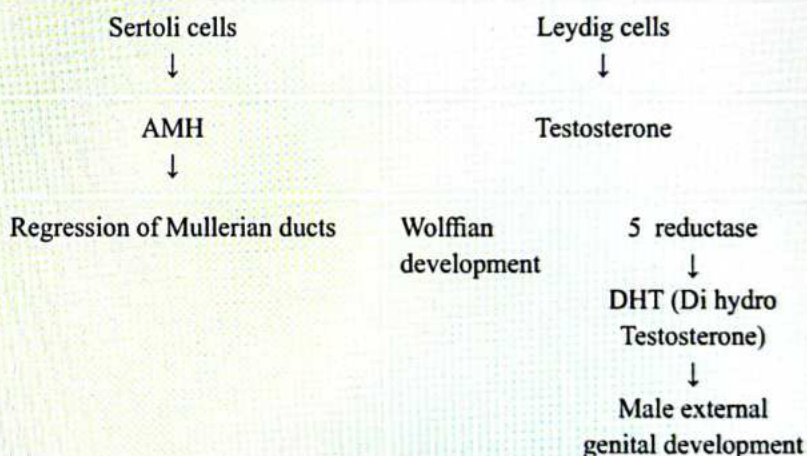 Sertoli cells Leydig cells
↓ ↓
AMH Testosterone
↓
Regression of Mullerian ducts Wolffian 5 reductase
development ↓
DHT (Di hydro
Testosterone)
↓
Male external
genital development